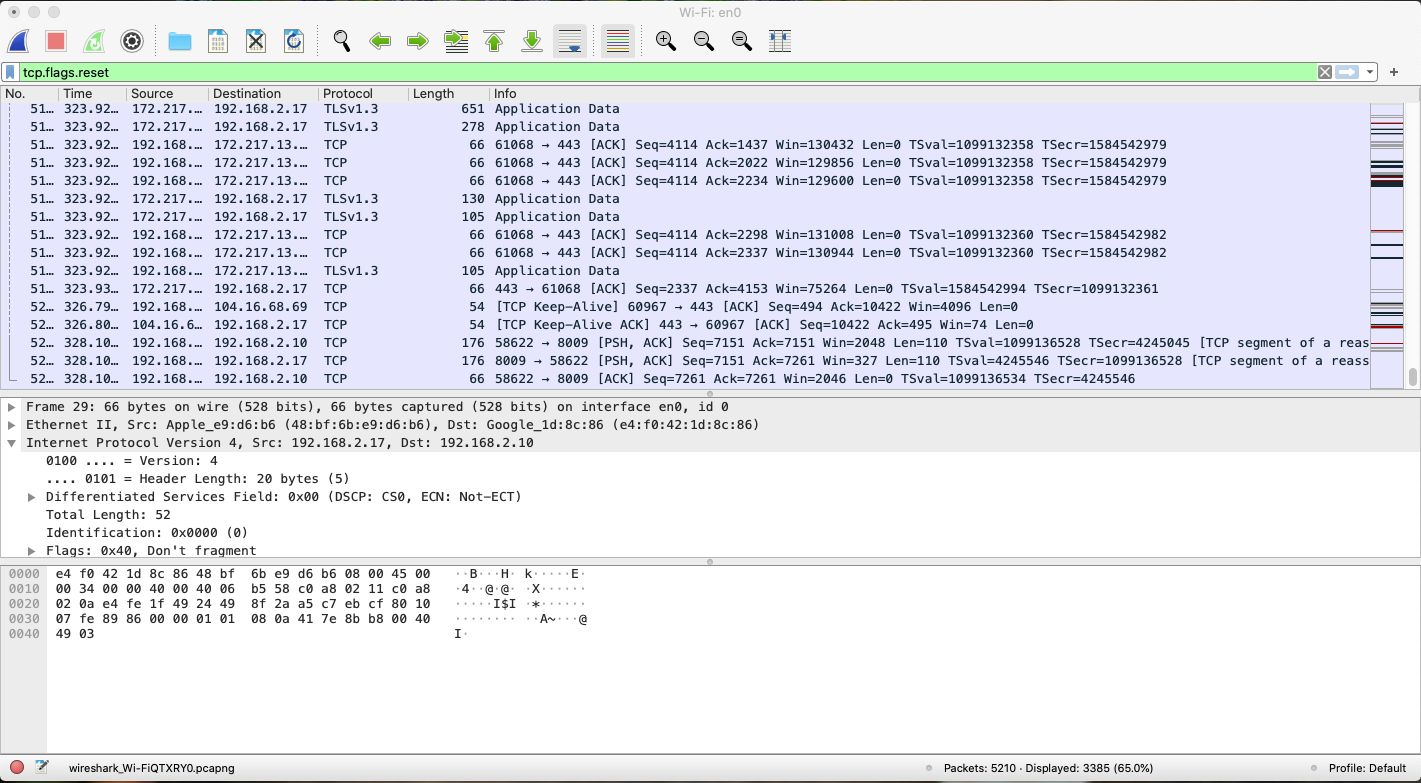 Wi-Fi: en0
tcp.flags.reset
No. Time Source Destination Protocol Length Info
51… 323.92… 172.217.… 192.168.2.17 TLSv1.3 651 Application Data
51… 323.92… 172.217.… 192.168.2.17 TLSv1.3 278 Application Data
51… 323.92… 192.168.… 172.217.13.… TCP 66 61068 → 443 [ACK] Seq=4114 Ack=1437 Win=130432 Len=0 TSval=1099132358 TSecr=1584542979
51… 323.92… 192.168.… 172.217.13.… TCP 66 61068 → 443 [ACK] Seq=4114 Ack=2022 Win=129856 Len=0 TSval=1099132358 TSecr=1584542979
51… 323.92… 192.168.… 172.217.13.… TCP 66 61068 → 443 [ACK] Seq=4114 Ack=2234 Win=129600 Len=0 TSval=1099132358 TSecr=1584542979
51… 323.92… 172.217.… 192.168.2.17 TLSv1.3 130 Application Data
51… 323.92… 172.217.… 192.168.2.17 TLSv1.3 105 Application Data
51… 323.92… 192.168.… 172.217.13.… TCP 66 61068 → 443 [ACK] Seq=4114 Ack=2298 Win=131008 Len=0 TSval=1099132360 TSecr=1584542982
51… 323.92… 192.168.… 172.217.13.… TCP 66 61068 → 443 [ACK] Seq=4114 Ack=2337 Win=130944 Len=0 TSval=1099132360 TSecr=1584542982
51… 323.92… 192.168.… 172.217.13.… TLSv1.3 105 Application Data
51… 323.93… 172.217.… 192.168.2.17 TCP 66 443 → 61068 [ACK] Seq=2337 Ack=4153 Win=75264 Len=0 TSval=1584542994 TSecr=1099132361
52… 326.79… 192.168.… 104.16.68.69 TCP 54 [TCP Keep-Alive] 60967 → 443 [ACK] Seq=494 Ack=10422 Win=4096 Len=0
52… 326.80… 104.16.6… 192.168.2.17 TCP 54 [TCP Keep-Alive ACK] 443 → 60967 [ACK] Seq=10422 Ack=495 Win=74 Len=0
52… 328.10… 192.168.… 192.168.2.10 TCP 176 58622 → 8009 [PSH, ACK] Seq=7151 Ack=7151 Win=2048 Len=110 TSval=1099136528 TSecr=4245045 [TCP segment of a reass
52… 328.10… 192.168.… 192.168.2.17 TCP 176 8009 → 58622 [PSH, ACK] Seq=7151 Ack=7261 Win=327 Len=110 TSval=4245546 TSecr=1099136528 [TCP segment of a reass
52… 328.10… 192.168.… 192.168.2.10 TCP 66 58622 → 8009 [ACK] Seq=7261 Ack=7261 Win=2046 Len=0 TSval=1099136534 TSecr=4245546
Frame 29: 66 bytes on wire (528 bits), 66 bytes captured (528 bits) on interface en0, id 0
Ethernet II, Src: Apple_e9:d6:b6 (48:bf:6b:e9:d6:b6), Dst: Google_1d:8c:86 (e4:f0:42:1d:8c:86)
Internet Protocol Version 4, Src: 192.168.2.17, Dst: 192.168.2.10
0100 .... = Version: 4
.... 0101 = Header Length: 20 bytes (5)
Differentiated Services Field: 0x00 (DSCP: CS0, ECN: Not-ECT)
Total Length: 52
Identification: 0x0000 (0)
Flags: 0x40, Don't fragment
0000 e4 f0 42 1d 8c 86 48 bf 6b e9 d6 b6 08 00 45 00 ··B···H· k·····E·
0010 00 34 00 00 40 00 40 06 b5 58 c0 a8 02 11 c0 a8 ·4··@·@· ·X······
0020 02 0a e4 fe 1f 49 24 49 8f 2a a5 c7 eb cf 80 10 ·····I$I ·*······
0030 07 fe 89 86 00 00 01 01 08 0a 41 7e 8b b8 00 40 ········ ··A~···@
0040 49 03 I·
wireshark_Wi-FiQTXRY0.pcapng Packets: 5210 · Displayed: 3385 (65.0%) Profile: Default